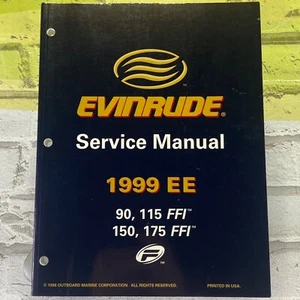 EVINRUDE®
Service Manual
1999 EE
90, 115 FFI™
150, 175 FFI™
© 1998 OUTBOARD MARINE CORPORATION. ALL RIGHTS RESERVED. PRINTED IN USA.